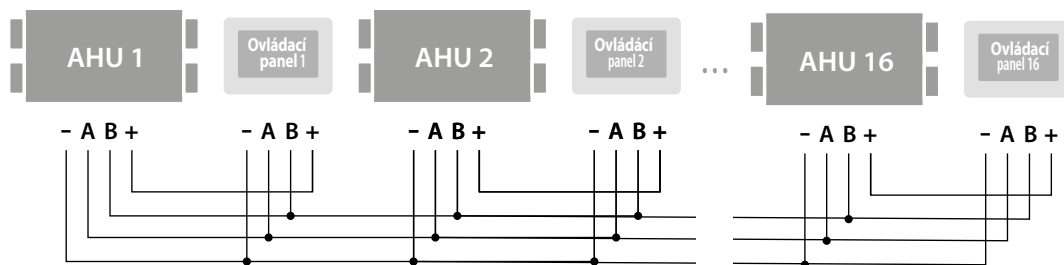 AHU 1
Ovládací
panel 1
AHU 2
Ovládací
panel 2
...
AHU 16
Ovládací
panel 16
- A B +
- A B +
- A B +
- A B +
- A B +
- A B +